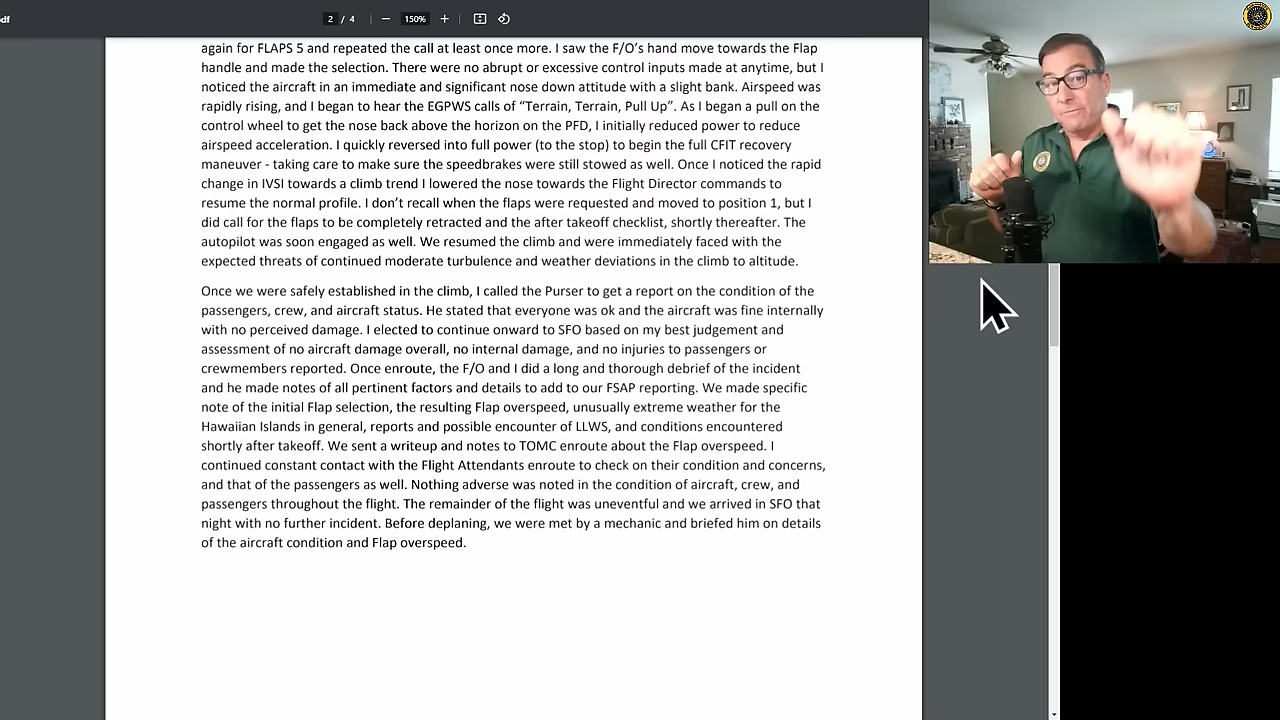 df
2 / 4
150%
again for FLAPS 5 and repeated the call at least once more. I saw the F/O’s hand move towards the Flap
handle and made the selection. There were no abrupt or excessive control inputs made at anytime, but I
noticed the aircraft in an immediate and significant nose down attitude with a slight bank. Airspeed was
rapidly rising, and I began to hear the EGPWS calls of “Terrain, Terrain, Pull Up”. As I began a pull on the
control wheel to get the nose back above the horizon on the PFD, I initially reduced power to reduce
airspeed acceleration. I quickly reversed into full power (to the stop) to begin the full CFIT recovery
maneuver - taking care to make sure the speedbrakes were still stowed as well. Once I noticed the rapid
change in IVSI towards a climb trend I lowered the nose towards the Flight Director commands to
resume the normal profile. I don’t recall when the flaps were requested and moved to position 1, but I
did call for the flaps to be completely retracted and the after takeoff checklist, shortly thereafter. The
autopilot was soon engaged as well. We resumed the climb and were immediately faced with the
expected threats of continued moderate turbulence and weather deviations in the climb to altitude.
Once we were safely established in the climb, I called the Purser to get a report on the condition of the
passengers, crew, and aircraft status. He stated that everyone was ok and the aircraft was fine internally
with no perceived damage. I elected to continue onward to SFO based on my best judgement and
assessment of no aircraft damage overall, no internal damage, and no injuries to passengers or
crewmembers reported. Once enroute, the F/O and I did a long and thorough debrief of the incident
and he made notes of all pertinent factors and details to add to our FSAP reporting. We made specific
note of the initial Flap selection, the resulting Flap overspeed, unusually extreme weather for the
Hawaiian Islands in general, reports and possible encounter of LLWS, and conditions encountered
shortly after takeoff. We sent a writeup and notes to TOMC enroute about the Flap overspeed. I
continued constant contact with the Flight Attendants enroute to check on their condition and concerns,
and that of the passengers as well. Nothing adverse was noted in the condition of aircraft, crew, and
passengers throughout the flight. The remainder of the flight was uneventful and we arrived in SFO that
night with no further incident. Before deplaning, we were met by a mechanic and briefed him on details
of the aircraft condition and Flap overspeed.